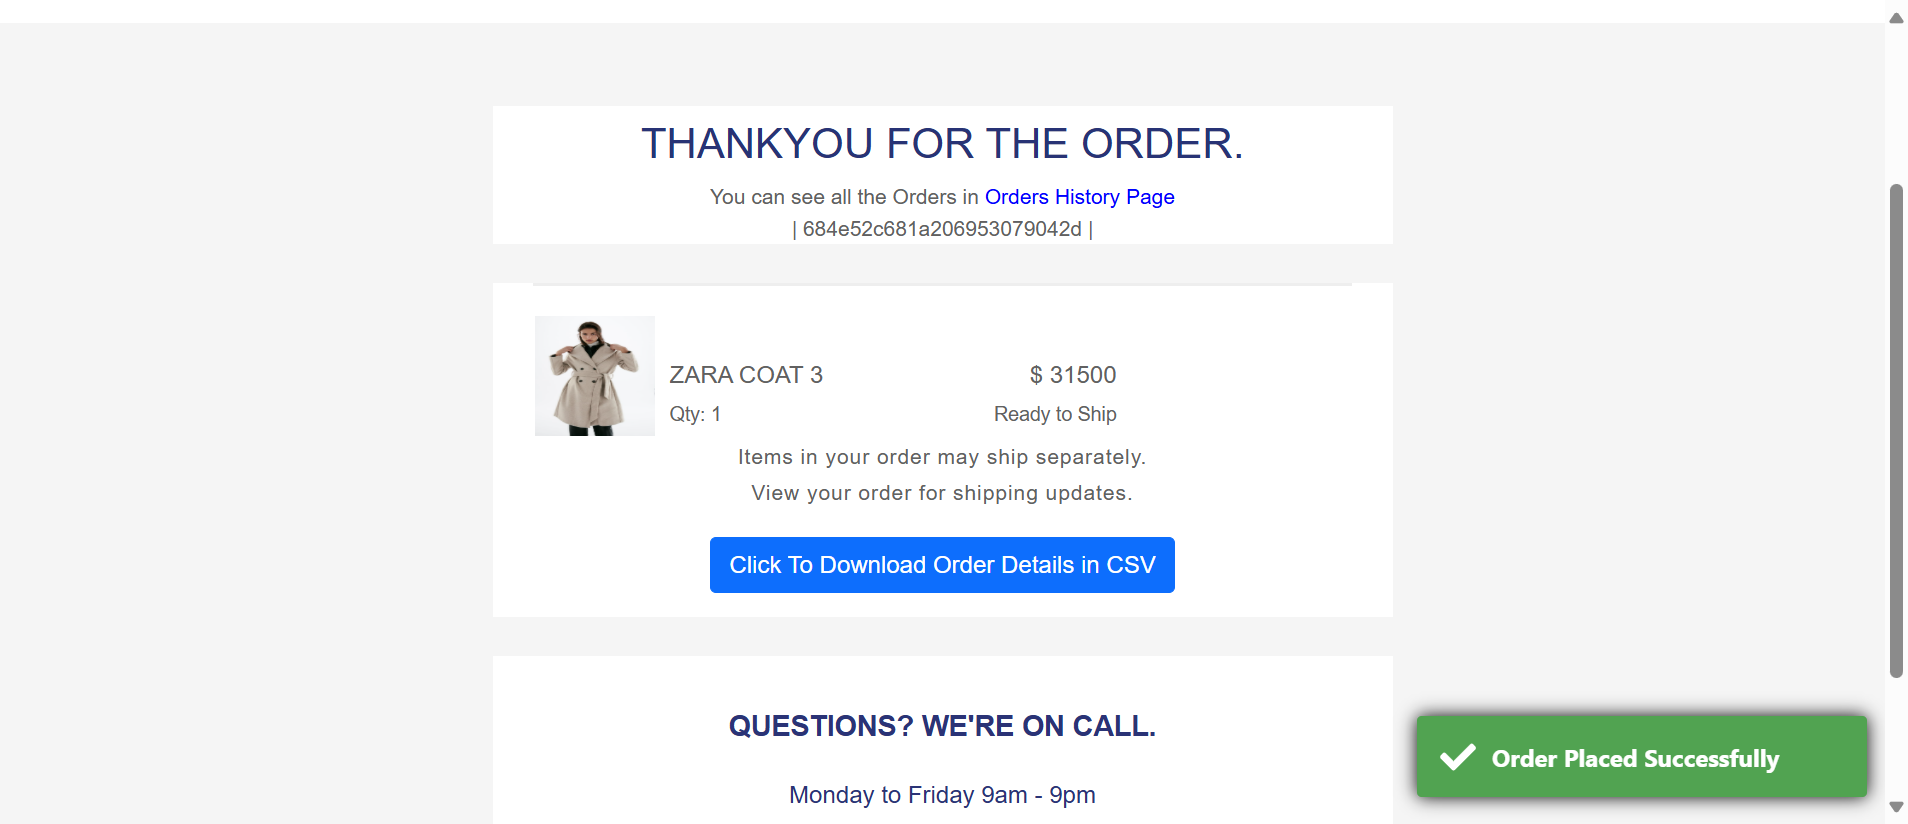 THANKYOU FOR THE ORDER.
You can see all the Orders in Orders History Page
| 684e52c681a206953079042d |
ZARA COAT 3
$ 31500
Qty: 1
Ready to Ship
Items in your order may ship separately.
View your order for shipping updates.
Click To Download Order Details in CSV
QUESTIONS? WE'RE ON CALL.
Order Placed Successfully
Monday to Friday 9am - 9pm